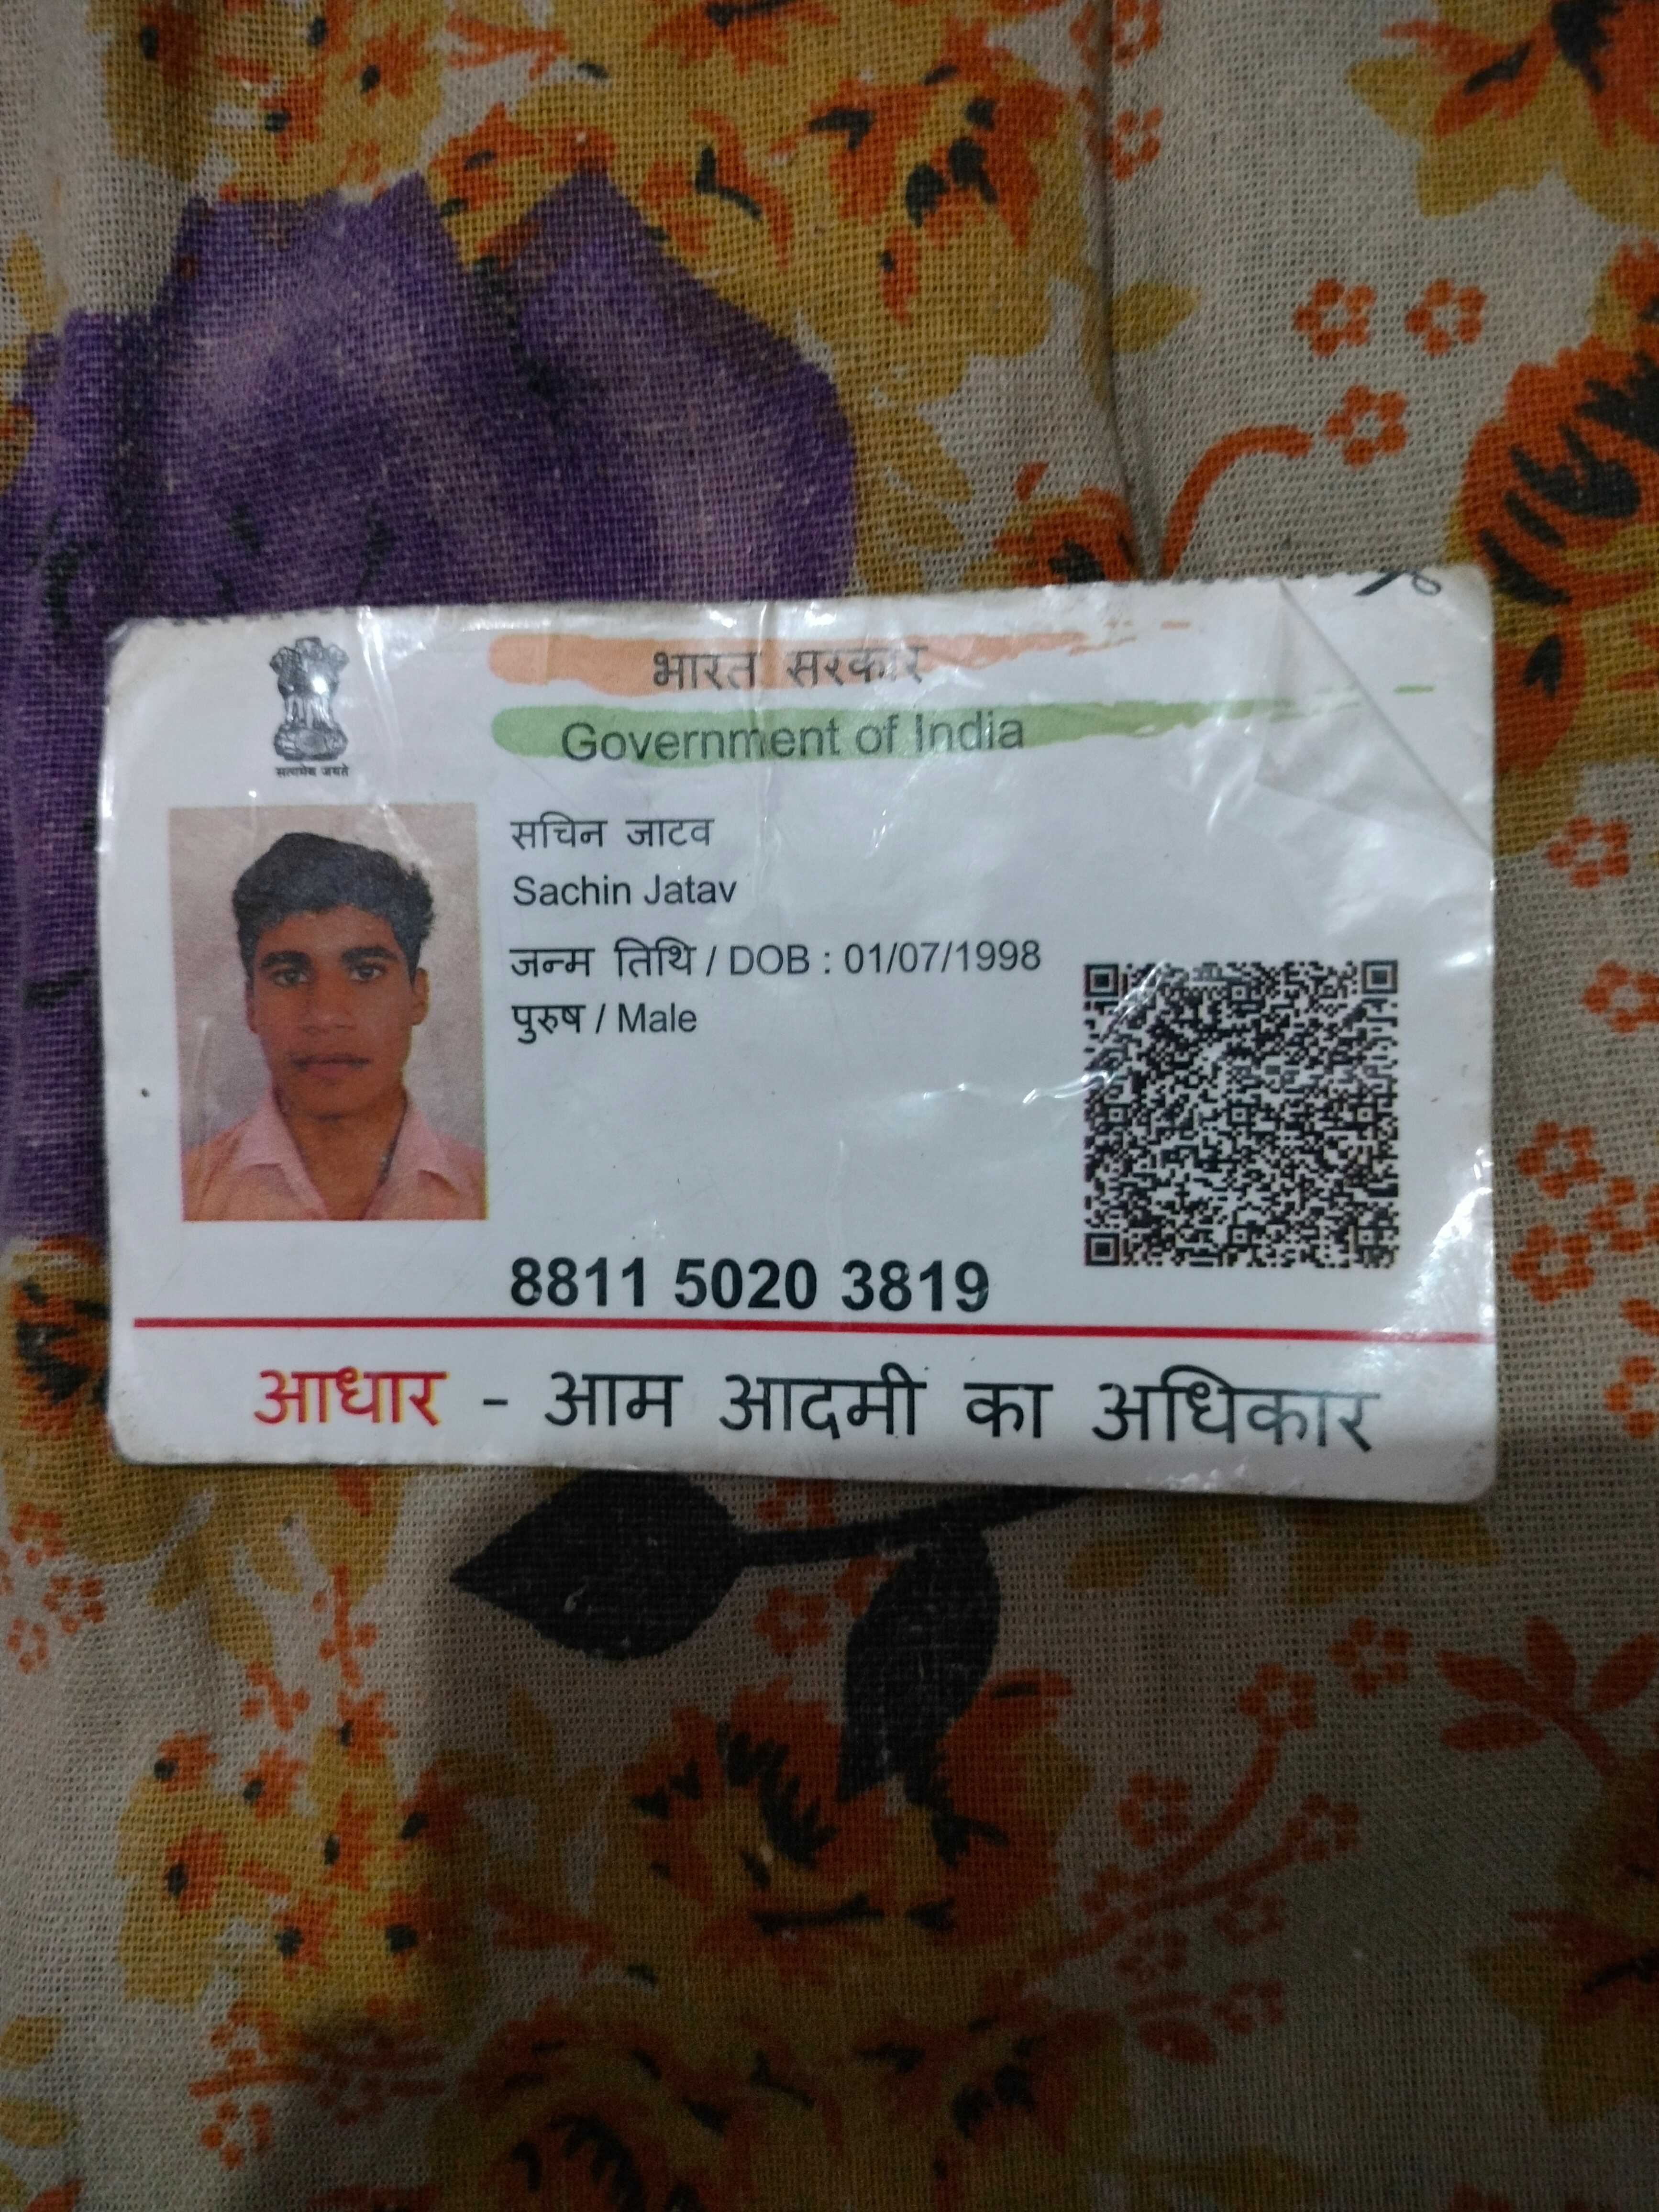 भारत सरकार
Government of India
सत्यमेव जयते
सचिन जाटव
Sachin Jatav
जन्म तिथि / DOB : 01/07/1998
पुरुष / Male
8811 5020 3819
आधार - आम आदमी का अधिकार